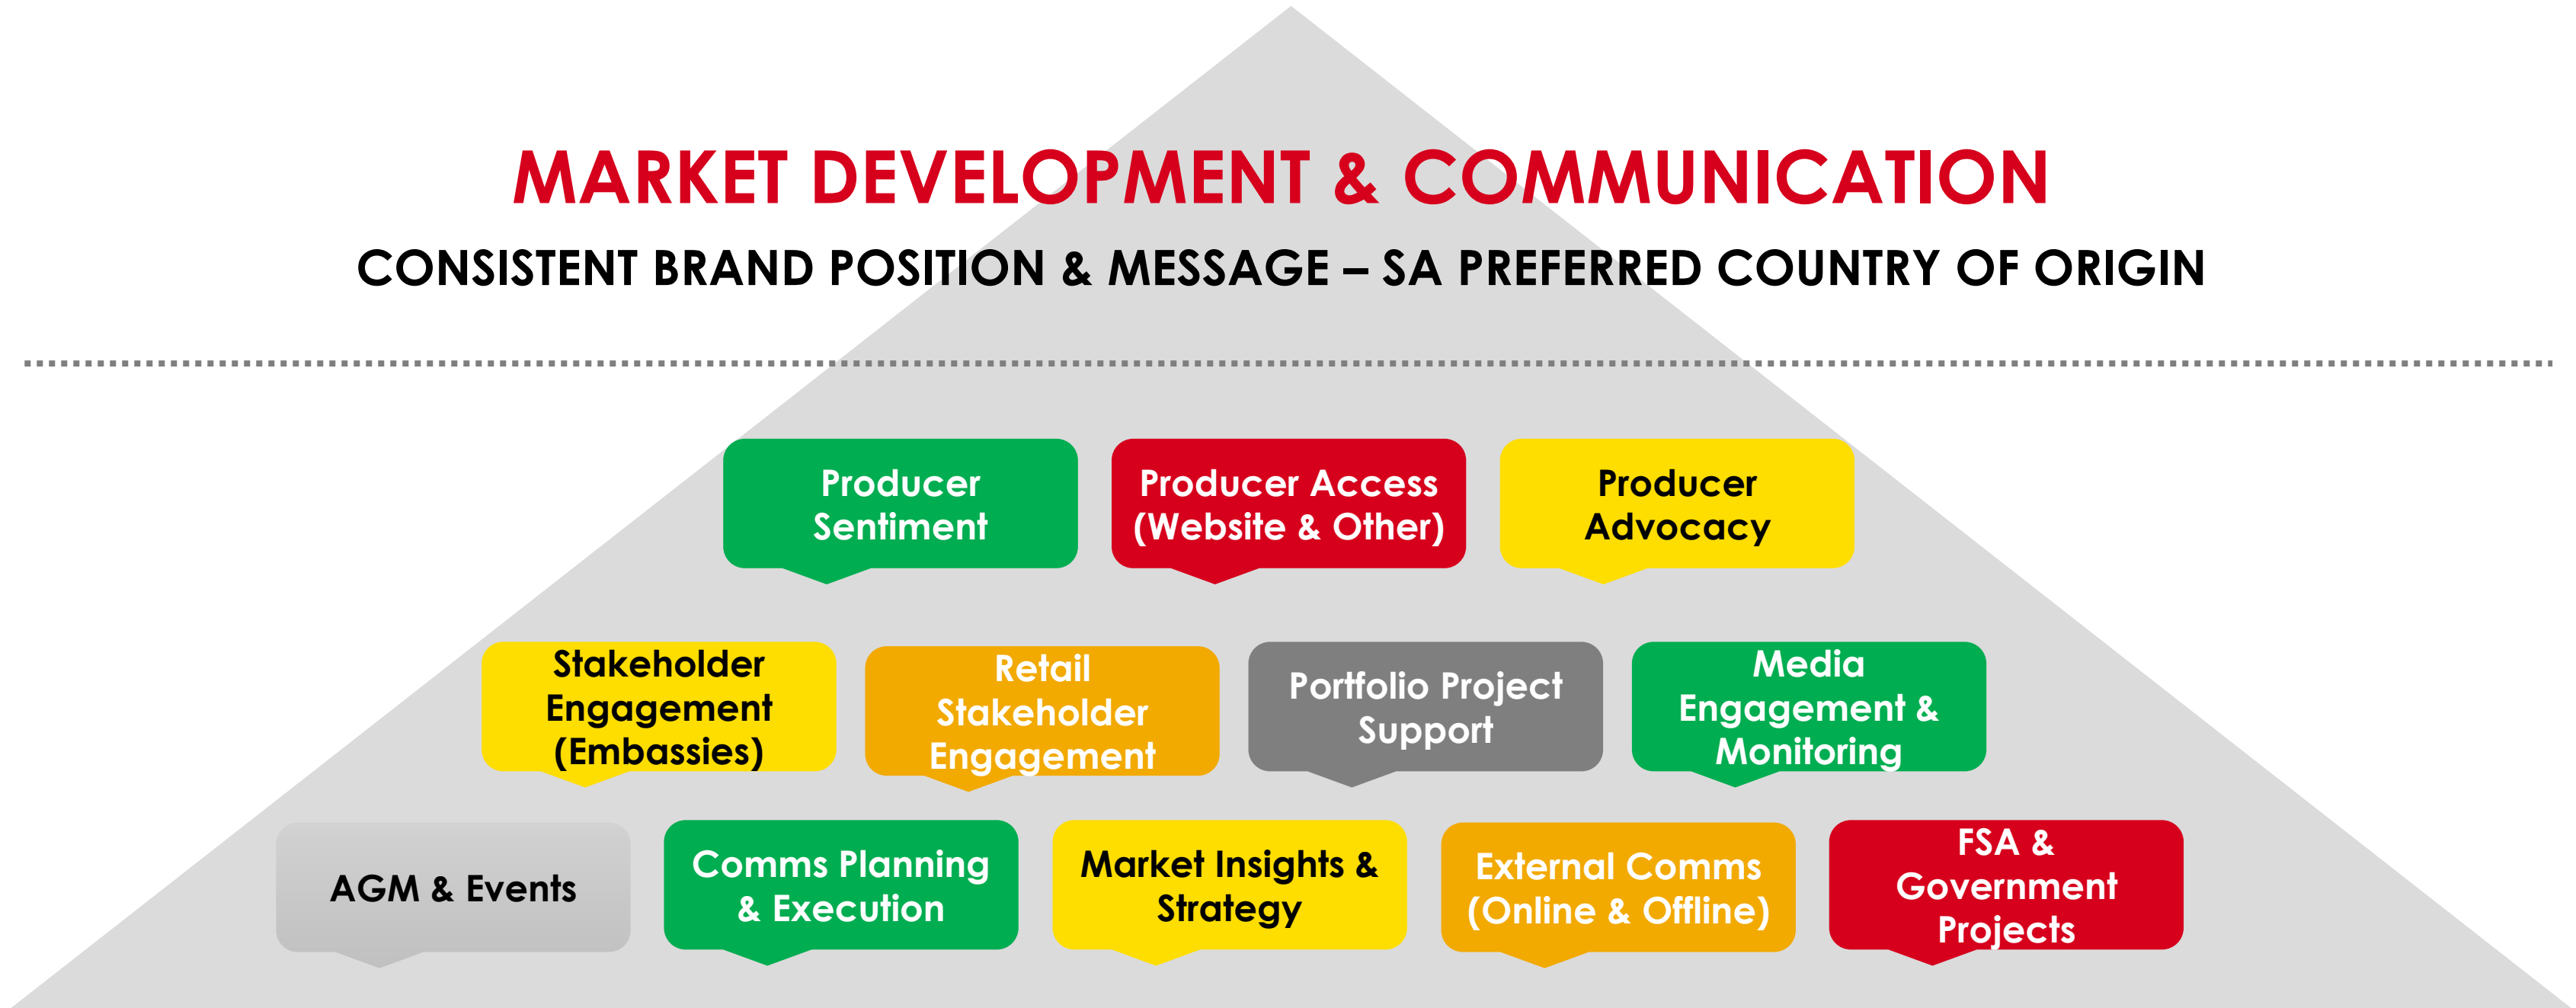 MARKET DEVELOPMENT & COMMUNICATION
CONSISTENT BRAND POSITION & MESSAGE – SA PREFERRED COUNTRY OF ORIGIN
Producer
Sentiment
Producer Access
(Website & Other)
Producer
Advocacy
Stakeholder
Engagement
(Embassies)
Retail
Stakeholder
Engagement
Portfolio Project
Support
Media
Engagement &
Monitoring
AGM & Events
Comms Planning
& Execution
Market Insights &
Strategy
External Comms
(Online & Offline)
FSA &
Government
Projects